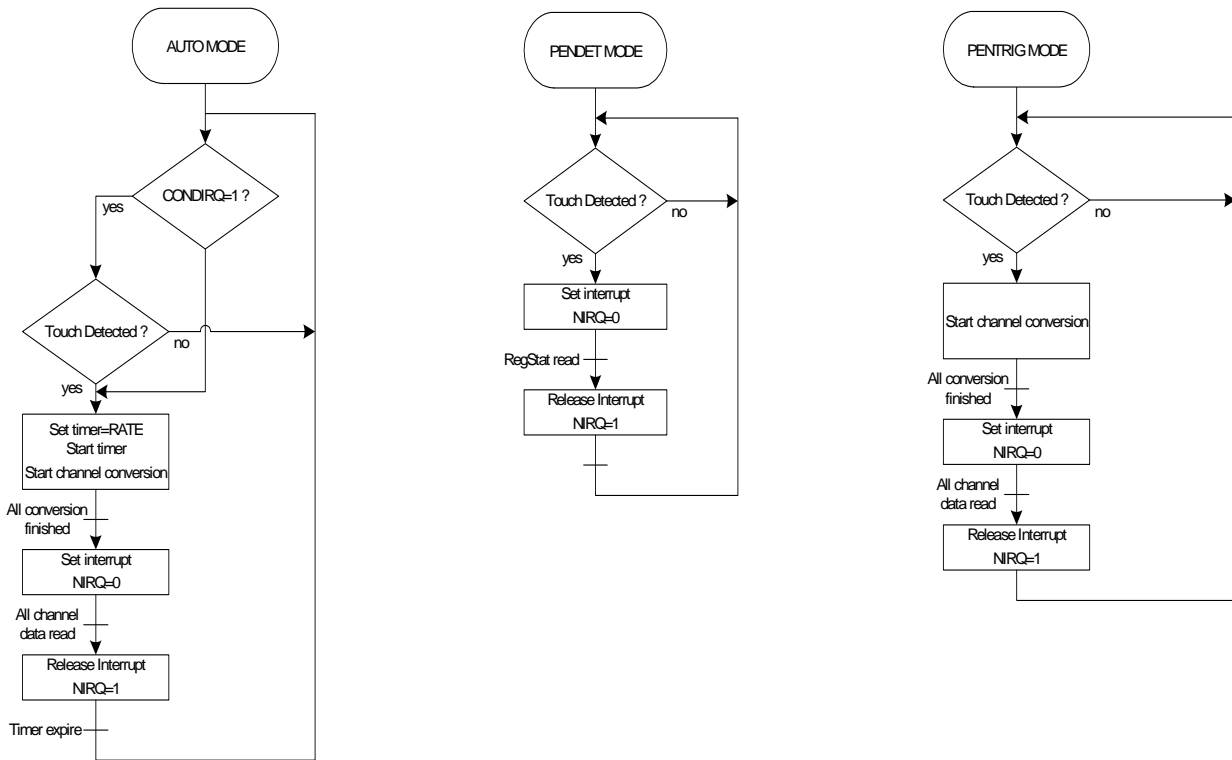 AUTO MODE
CONDIRQ=1 ?
yes
Touch Detected ?
no
yes
Set timer=RATE
Start timer
Start channel conversion
All conversion
finished
Set interrupt
NIRQ=0
All channel
data read
Release Interrupt
NIRQ=1
Timer expire
PENDET MODE
Touch Detected ?
no
yes
Set interrupt
NIRQ=0
RegStat read
Release Interrupt
NIRQ=1
PENTRIG MODE
Touch Detected ?
no
yes
Start channel conversion
All conversion
finished
Set interrupt
NIRQ=0
All channel
data read
Release Interrupt
NIRQ=1